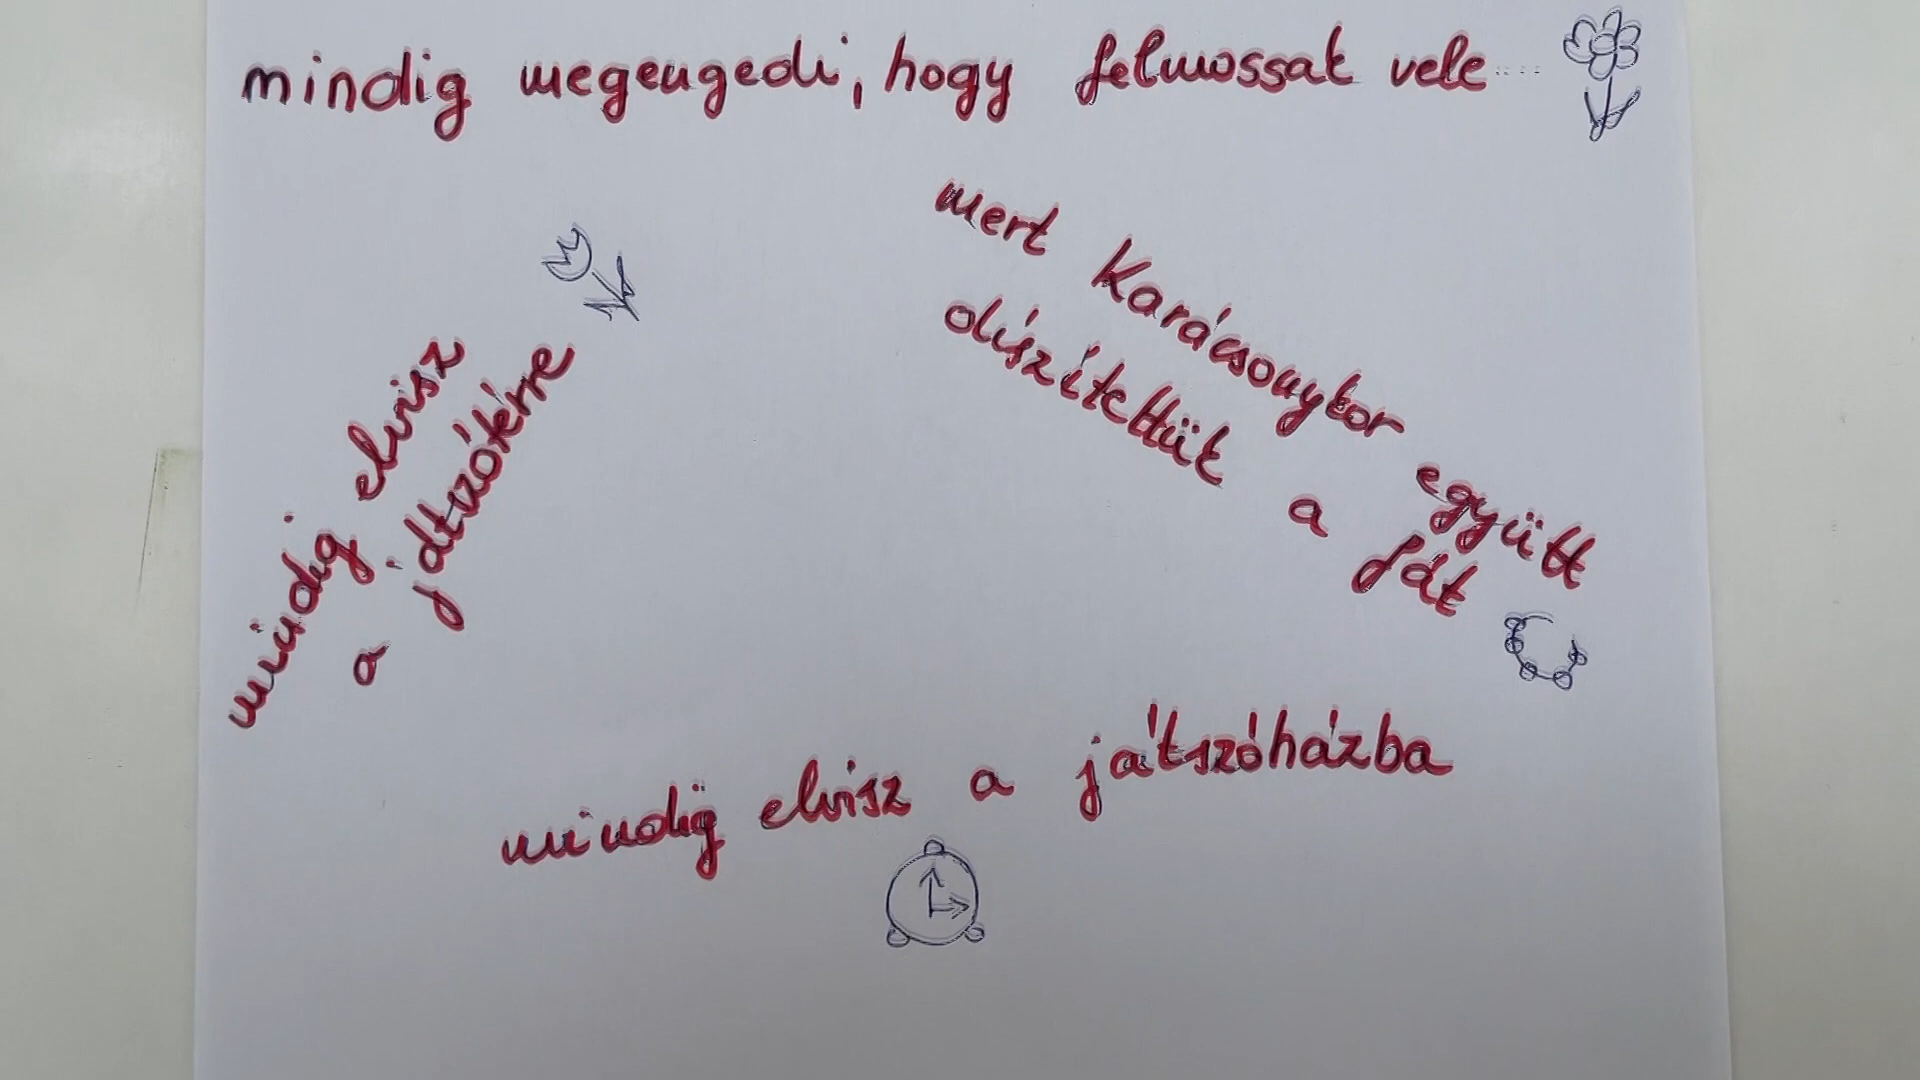 mindig megengedi, hogy felmossak vele....
mert Karácsonykor együtt
díszítettük a fát
mindig elvisz
a játszótérre
mindig elvisz a játszóházba